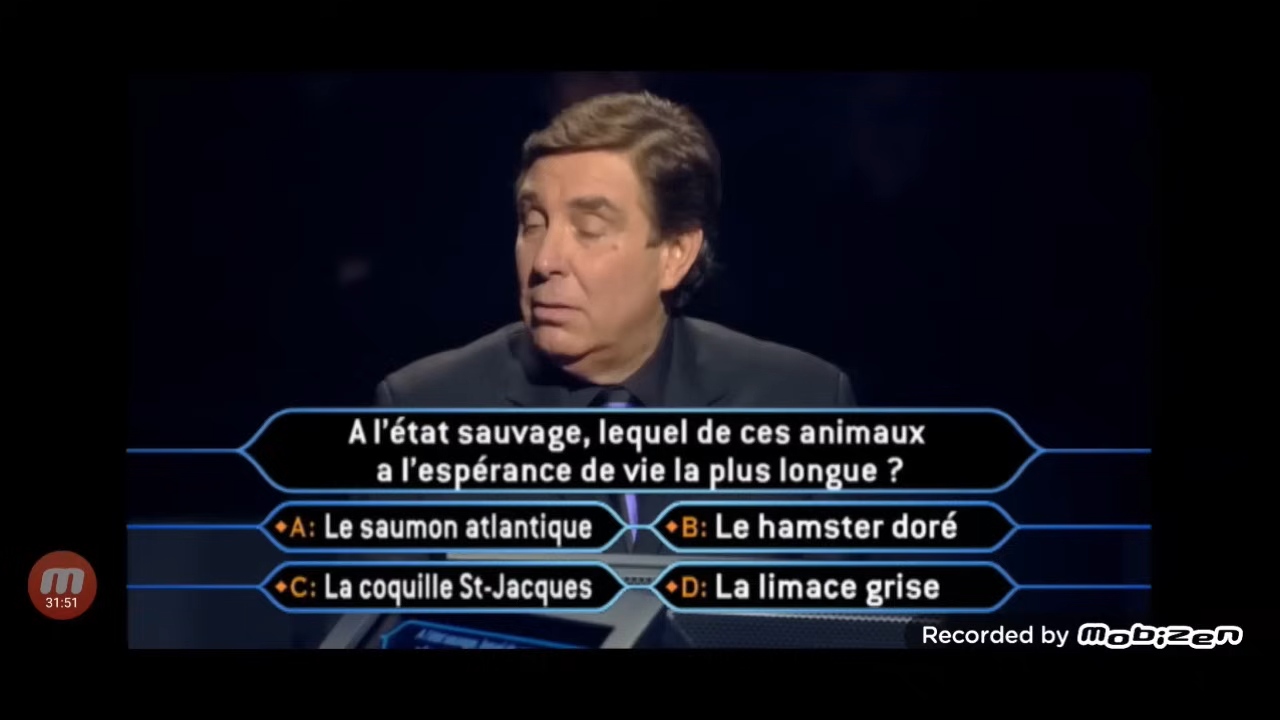 A l'état sauvage, lequel de ces animaux
a l'espérance de vie la plus longue ?
A: Le saumon atlantique
B: Le hamster doré
C: La coquille St-Jacques
D: La limace grise
31:51
Recorded by mobizen